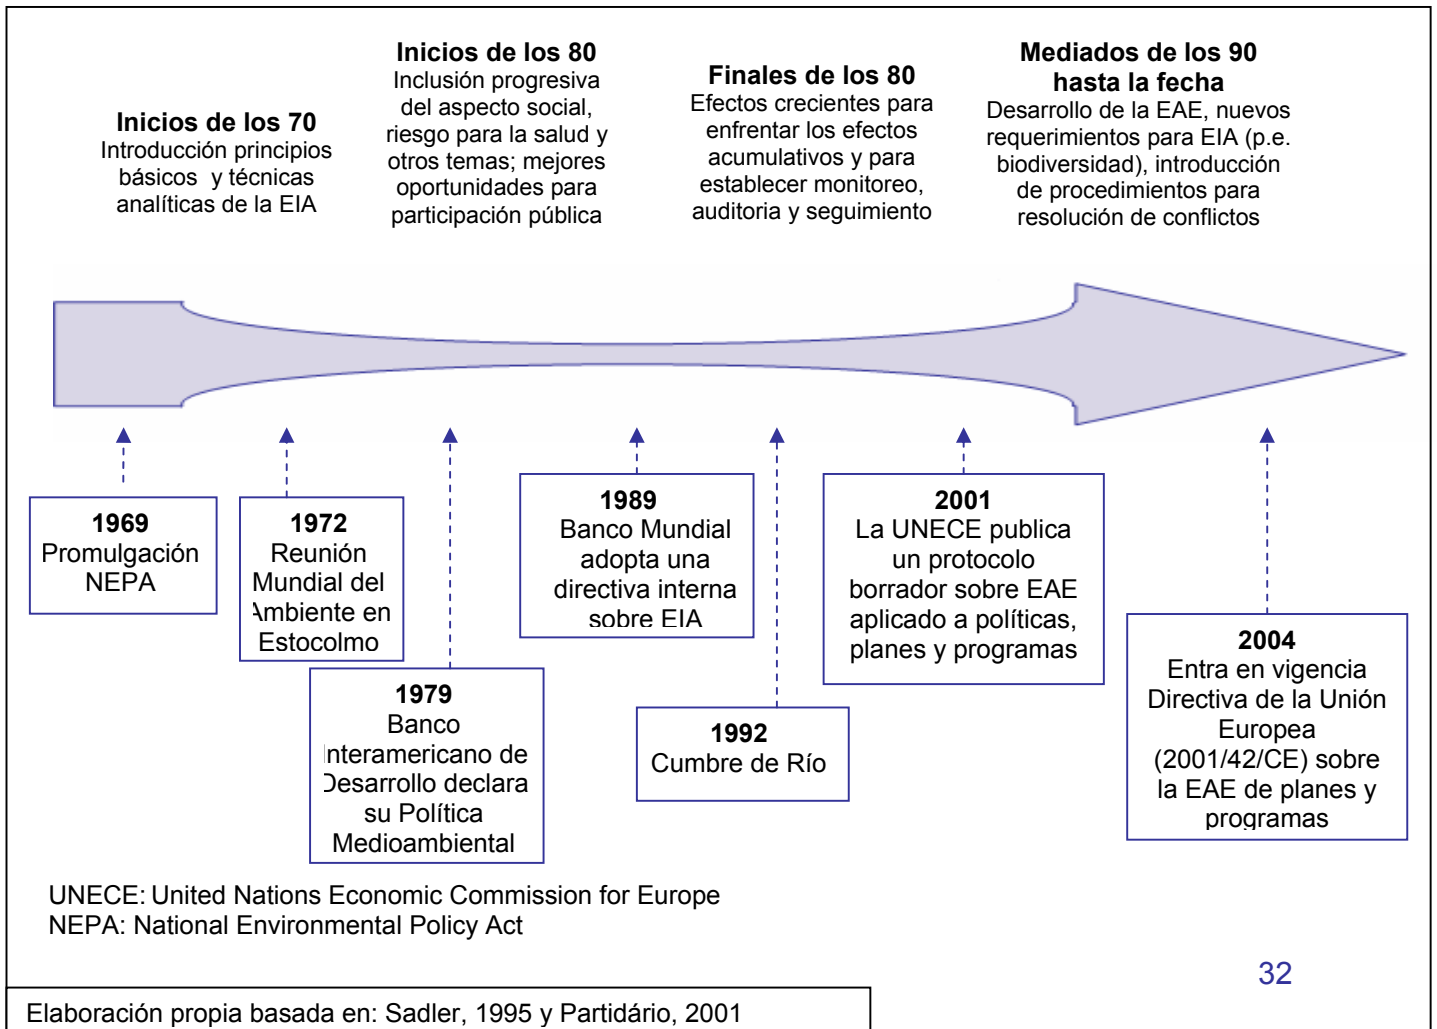 Inicios de los 70
Introducción principios
básicos y técnicas
analíticas de la EIA
Inicios de los 80
Inclusión progresiva
del aspecto social,
riesgo para la salud y
otros temas; mejores
oportunidades para
participación pública
Finales de los 80
Efectos crecientes para
enfrentar los efectos
acumulativos y para
establecer monitoreo,
auditoria y seguimiento
Mediados de los 90
hasta la fecha
Desarrollo de la EAE, nuevos
requerimientos para EIA (p.e.
biodiversidad), introducción
de procedimientos para
resolución de conflictos
1969
Promulgación
NEPA
1972
Reunión
Mundial del
Ambiente en
Estocolmo
1979
Banco
Interamericano de
Desarrollo declara
su Política
Medioambiental
1989
Banco Mundial
adopta una
directiva interna
sobre EIA
1992
Cumbre de Río
2001
La UNECE publica
un protocolo
borrador sobre EAE
aplicado a políticas,
planes y programas
2004
Entra en vigencia
Directiva de la Unión
Europea
(2001/42/CE) sobre
la EAE de planes y
programas
UNECE: United Nations Economic Commission for Europe
NEPA: National Environmental Policy Act
32
Elaboración propia basada en: Sadler, 1995 y Partidário, 2001